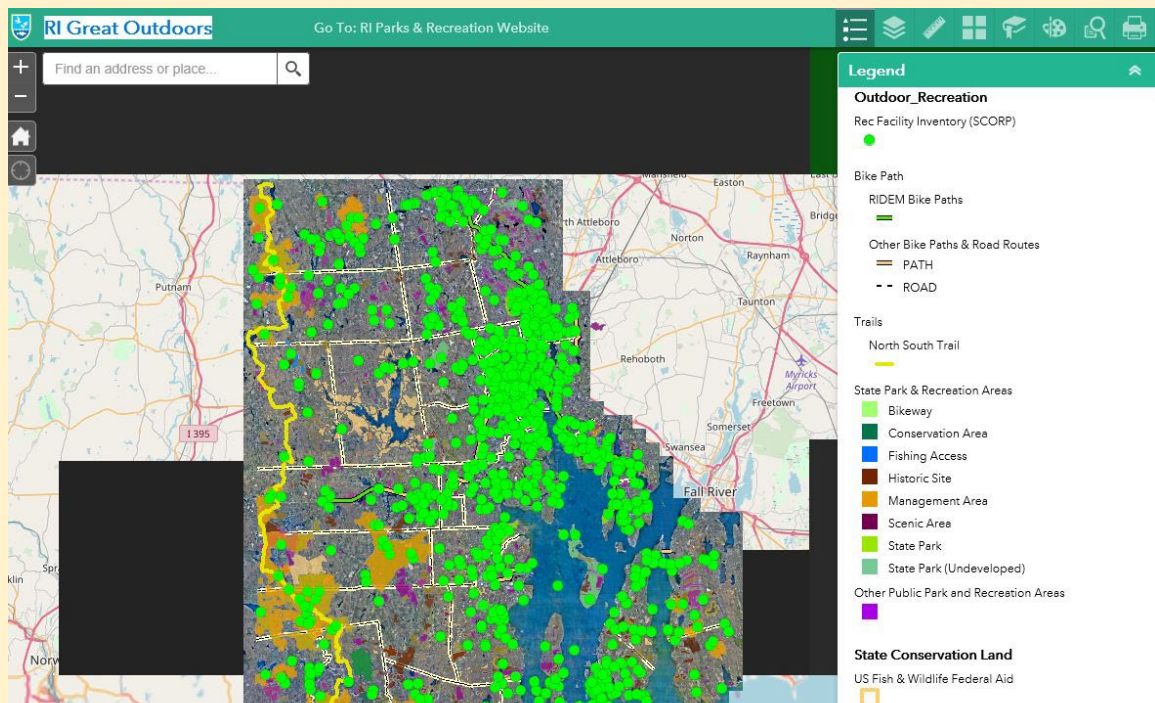 RI Great Outdoors
Go To: RI Parks & Recreation Website
+
Find an address or place...
−
Legend
Outdoor_Recreation
Rec Facility Inventory (SCORP)
Bike Path
RIDEM Bike Paths
Other Bike Paths & Road Routes
PATH
ROAD
Trails
North South Trail
State Park & Recreation Areas
Bikeway
Conservation Area
Fishing Access
Historic Site
Management Area
Scenic Area
State Park
State Park (Undeveloped)
Other Public Park and Recreation Areas
State Conservation Land
US Fish & Wildlife Federal Aid
Easton
Attleboro
Norton
Attleboro
Raynham
Putnam
Taunton
Rehoboth
Myricks
Airport
Freetown
Somerset
I 395
Swansea
Fall River